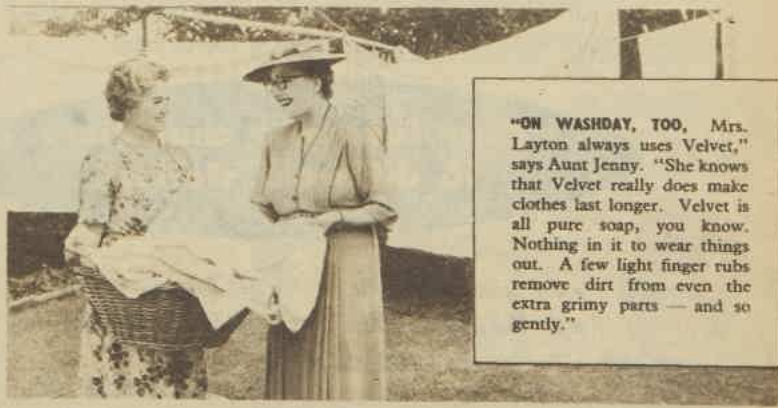 "ON WASHDAY, TOO, Mrs.
Layton always uses Velvet,"
says Aunt Jenny. "She knows
that Velvet really does make
clothes last longer. Velvet is
all pure soap, you know.
Nothing in it to wear things
out. A few light finger rubs
remove dirt from even the
extra grimy parts — and so
gently."